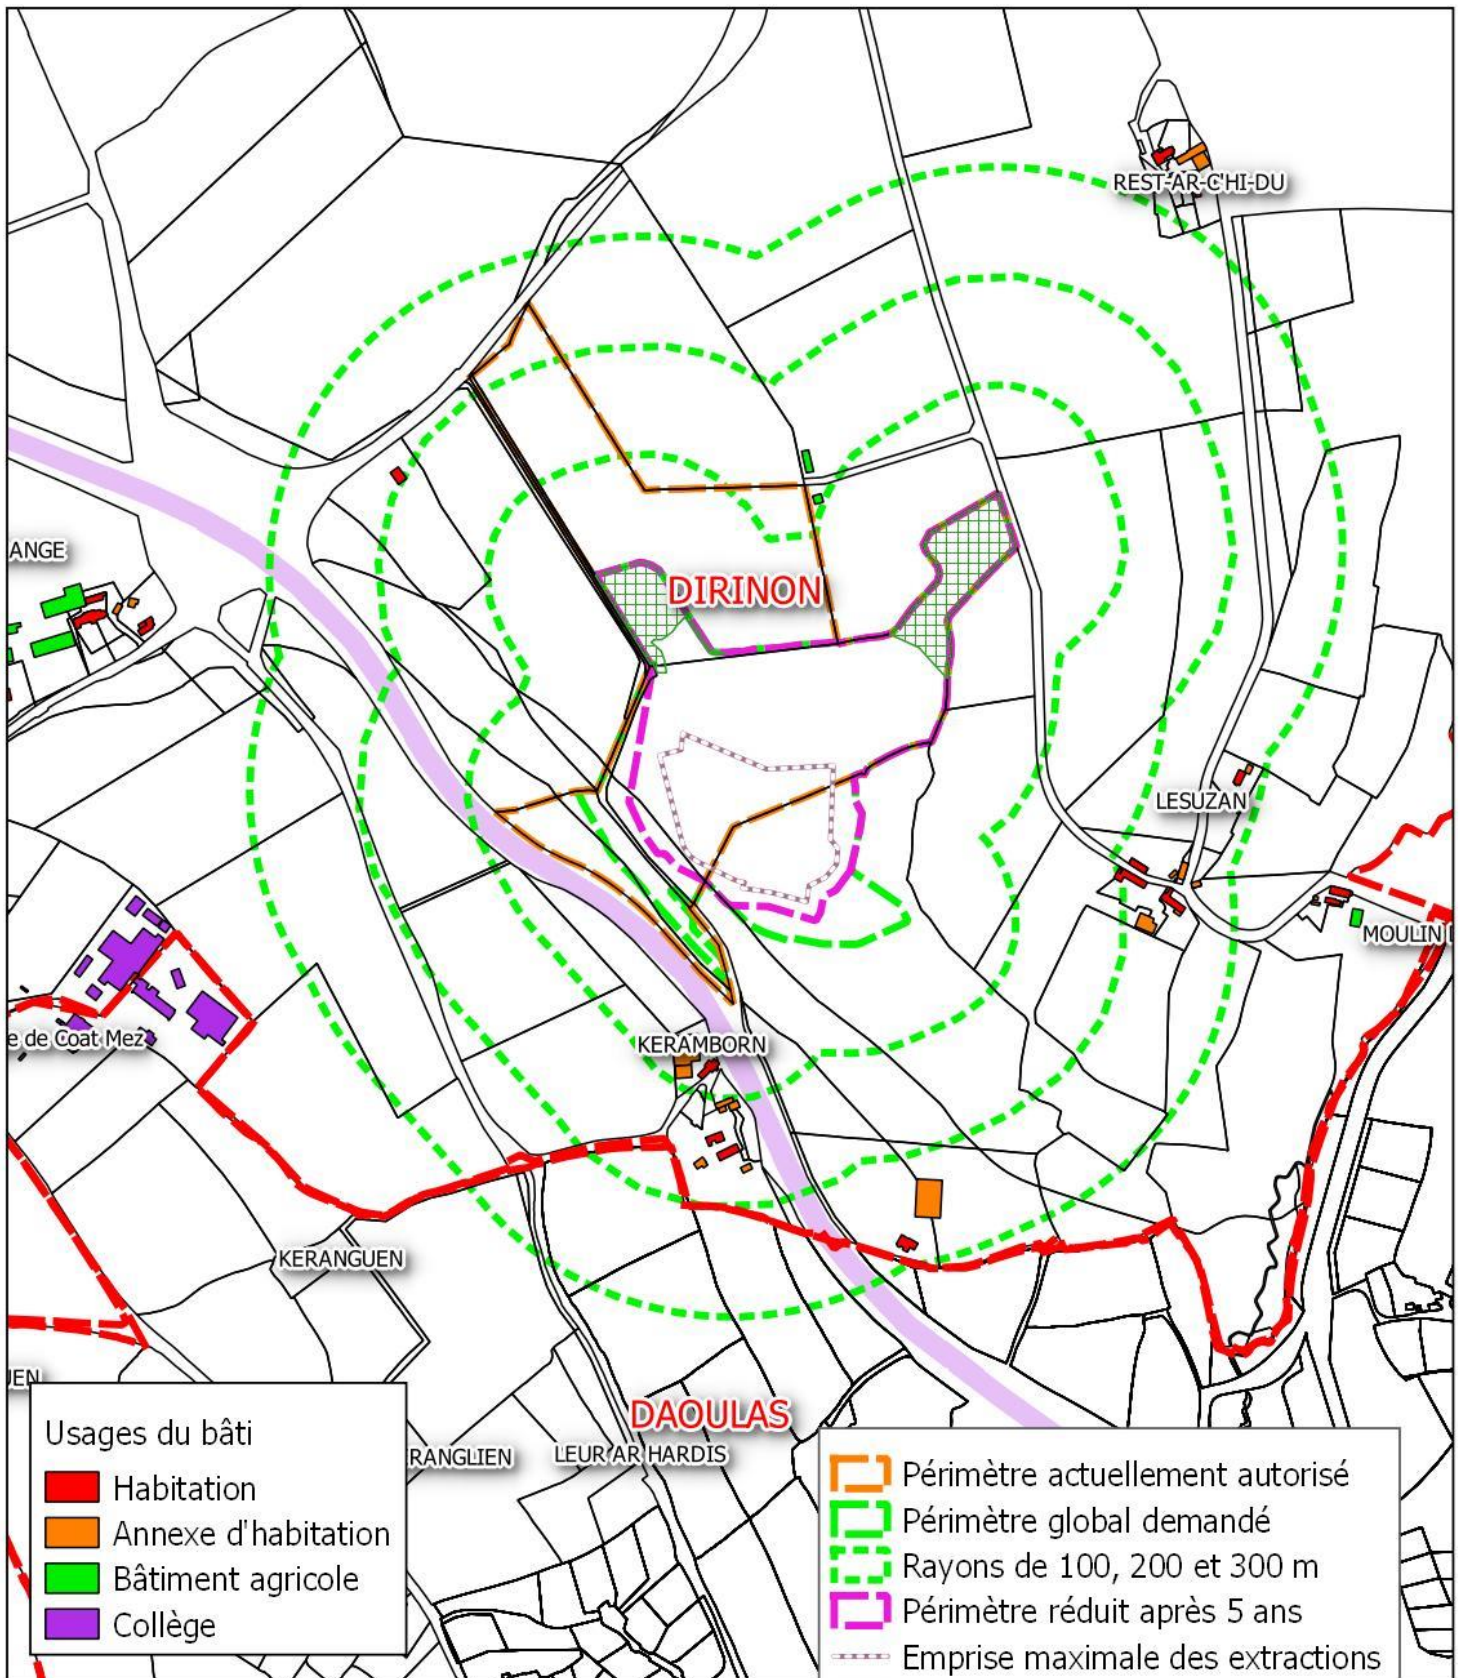 REST-AR-C'HI-DU
ANGE
DIRINON
LESUZAN
MOULIN
e de Coat Mez
KERAMBORN
KERANGUEN
UEN
DAOULAS
RANGLIEN
LEUR AR HARDIS
Usages du bâti
Habitation
Annexe d'habitation
Bâtiment agricole
Collège
Périmètre actuellement autorisé
Périmètre global demandé
Rayons de 100, 200 et 300 m
Périmètre réduit après 5 ans
Emprise maximale des extractions